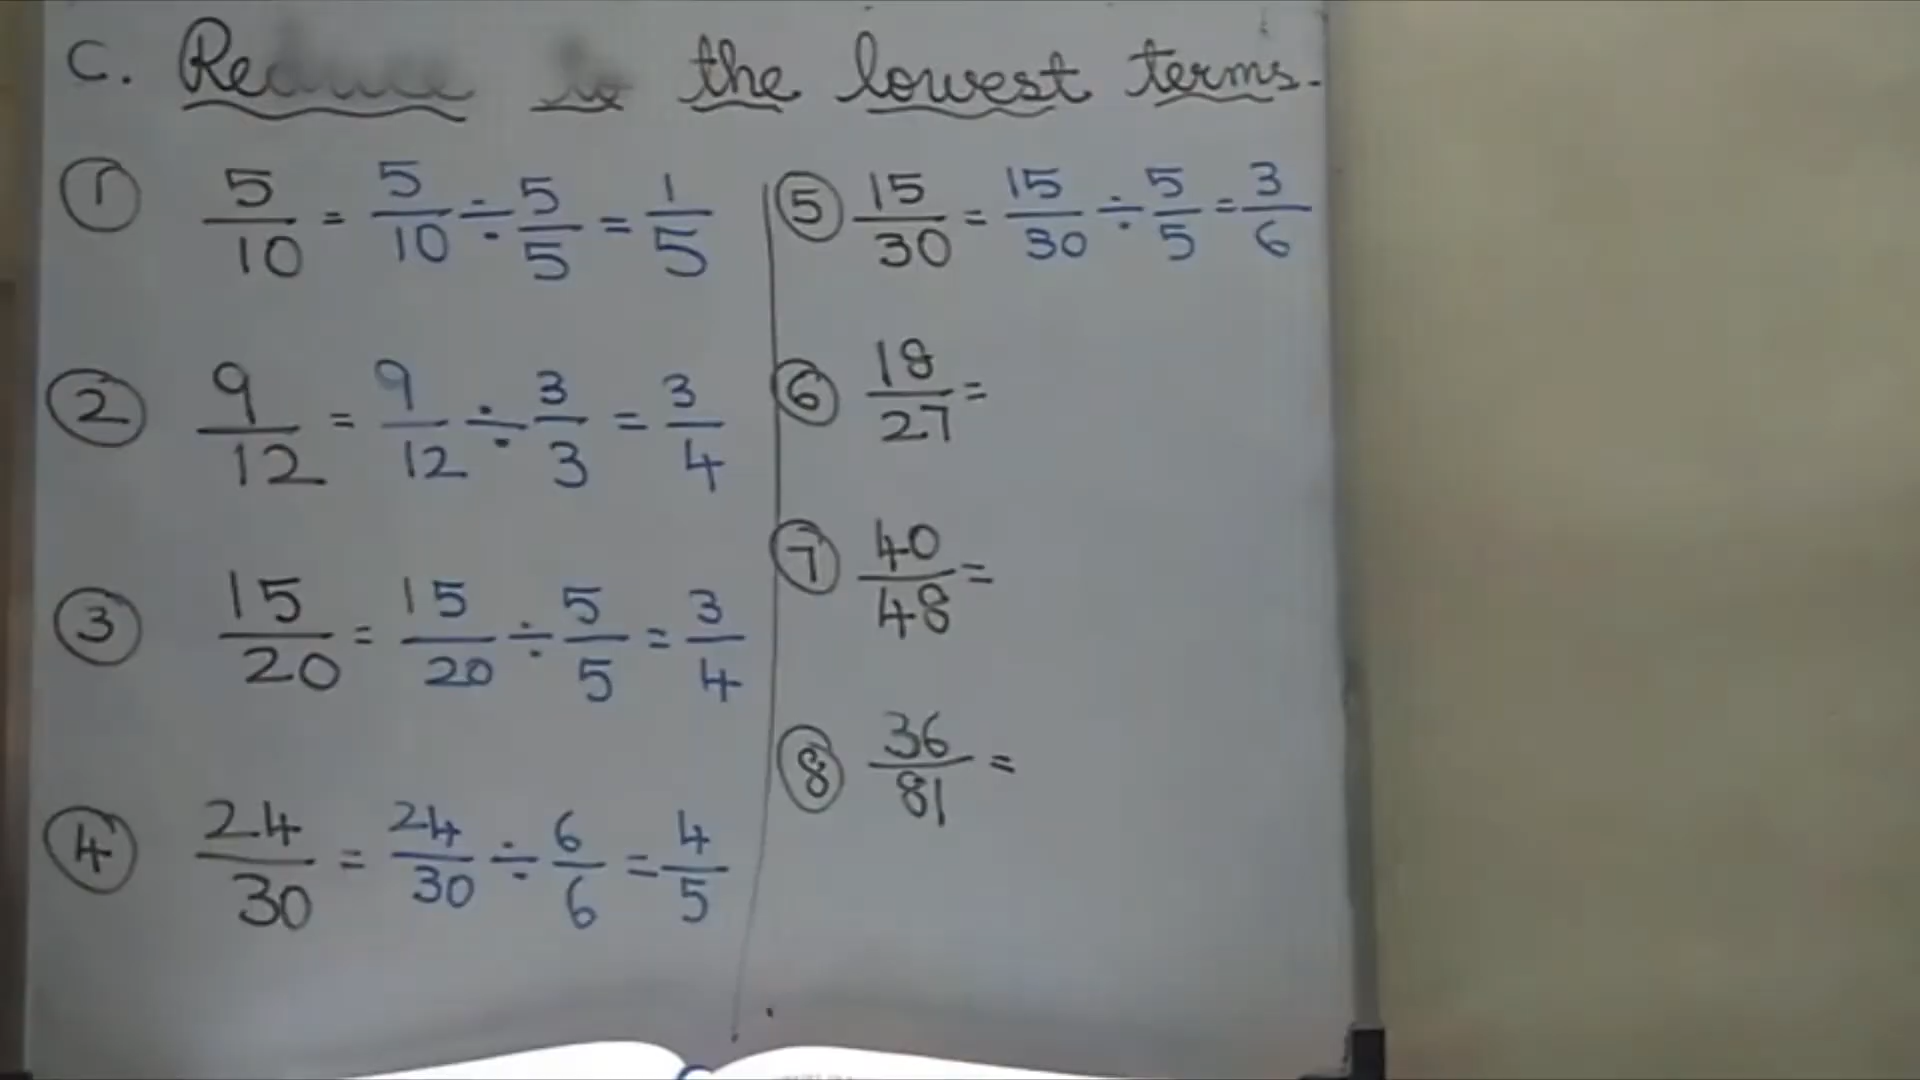 C. Reduce to the lowest terms.
① 5/10 = 5/10 ÷ 5/5 = 1/5
② 9/12 = 9/12 ÷ 3/3 = 3/4
③ 15/20 = 15/20 ÷ 5/5 = 3/4
④ 24/30 = 24/30 ÷ 6/6 = 4/5
⑤ 15/30 = 15/30 ÷ 5/5 = 3/6
⑥ 18/27 =
⑦ 40/48 =
⑧ 36/81 =